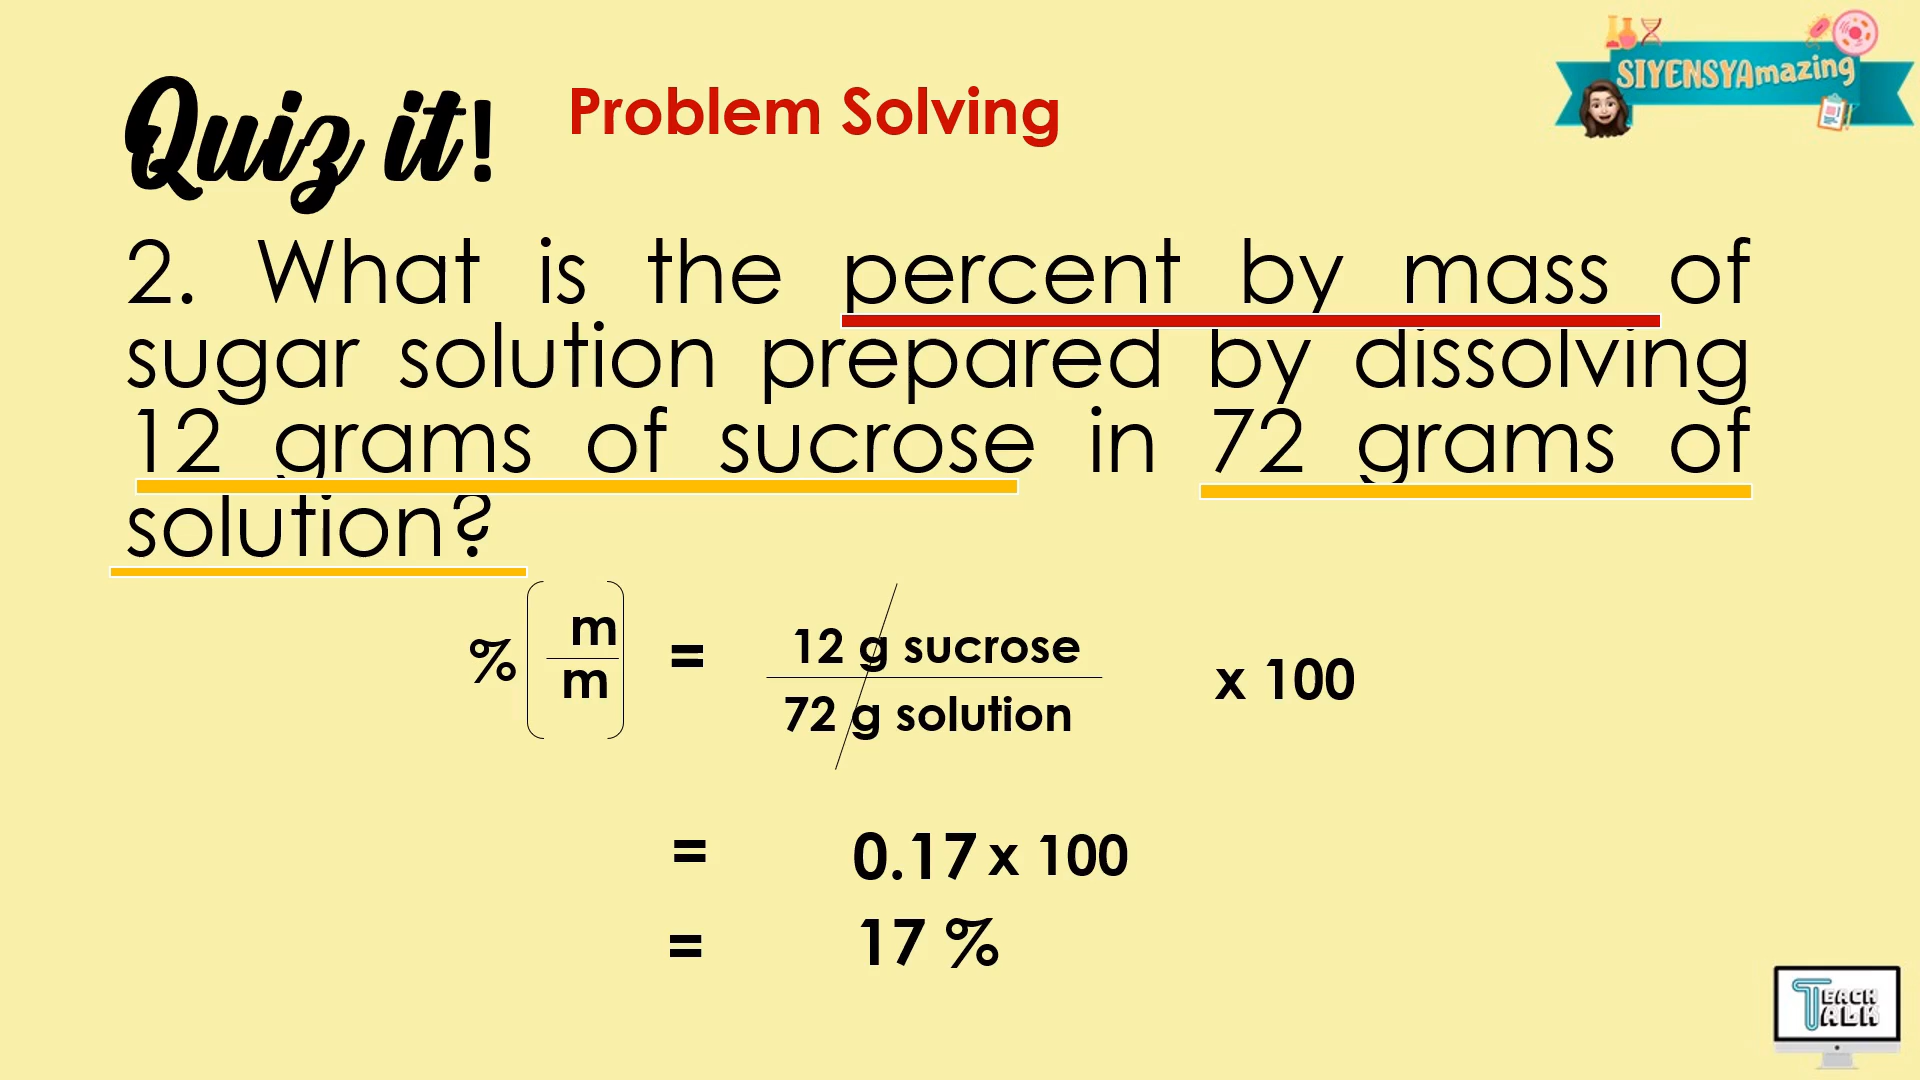 SIYENSYAmazing
Quiz it! Problem Solving
2. What is the percent by mass of
sugar solution prepared by dissolving
12 grams of sucrose in 72 grams of
solution?
% ( m / m ) = 12 g sucrose / 72 g solution x 100
= 0.17 x 100
= 17 %
TEACH
TALK